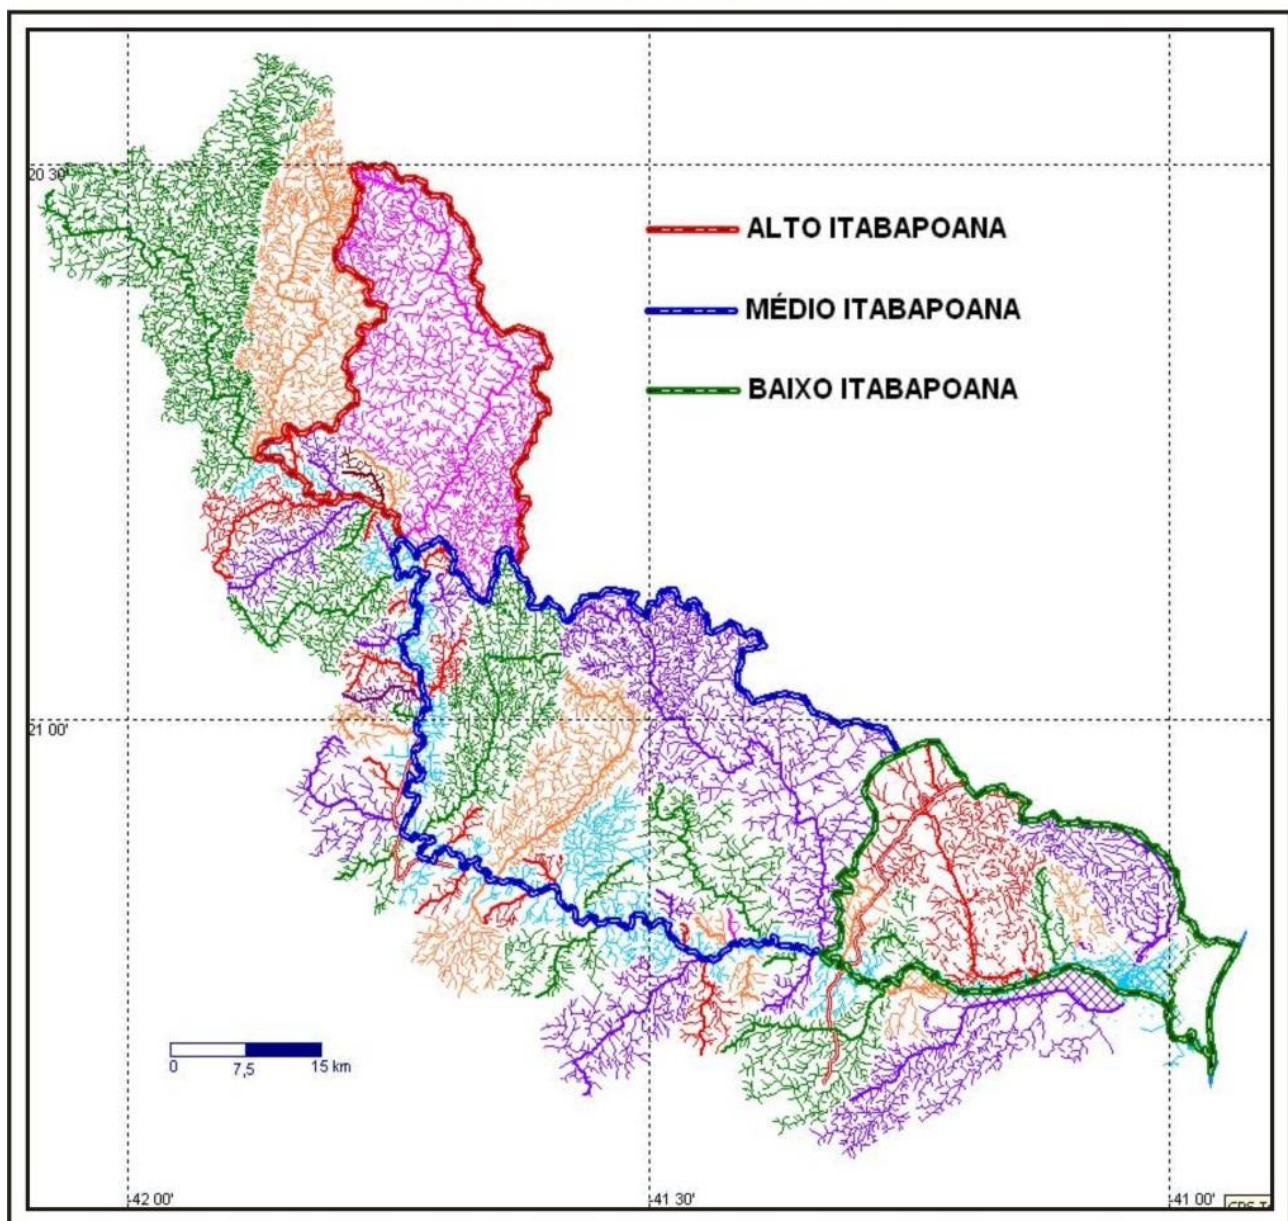 20 30'
ALTO ITABAPOANA
MÉDIO ITABAPOANA
BAIXO ITABAPOANA
21 00'
0 7,5 15 km
-42 00' -41 30' -41 00'